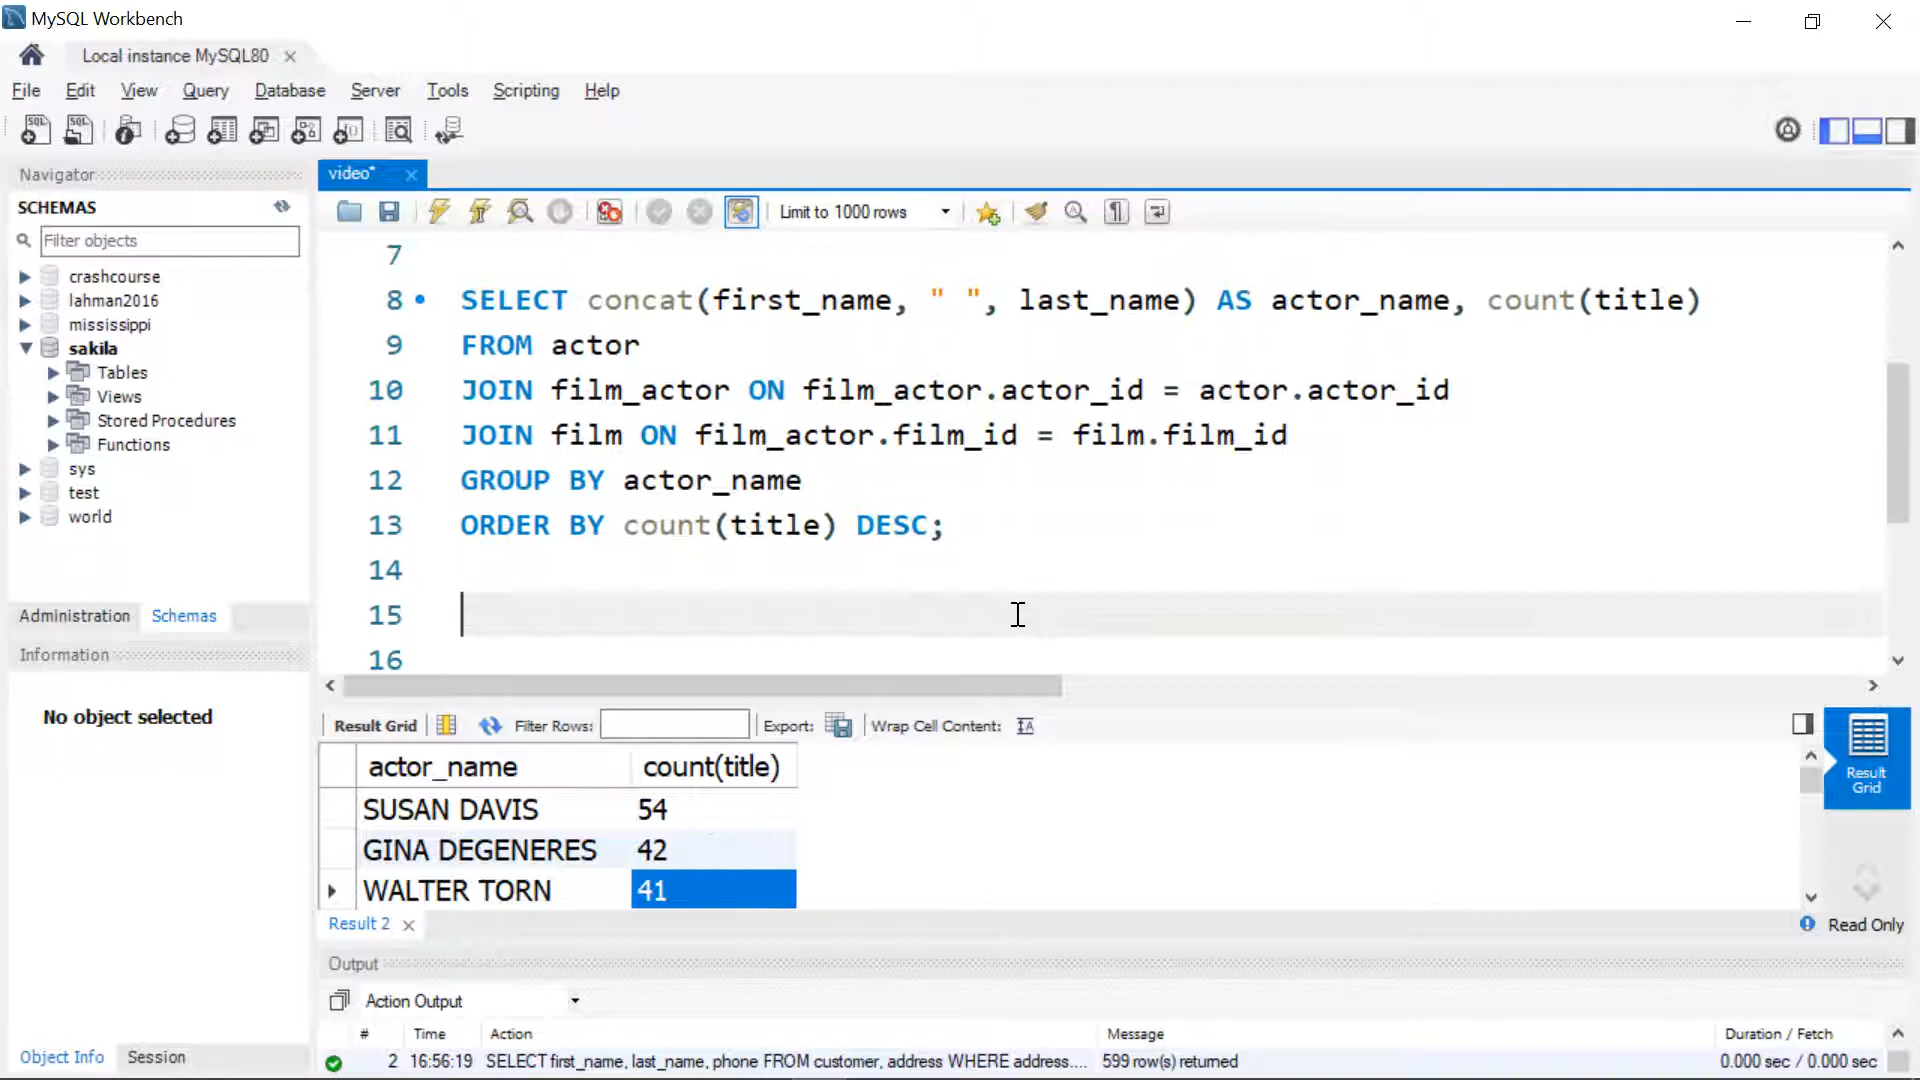 MySQL Workbench
Local instance MySQL80
File Edit View Query Database Server Tools Scripting Help
Navigator
SCHEMAS
Filter objects
crashcourse
lahman2016
mississippi
sakila
Tables
Views
Stored Procedures
Functions
sys
test
world
Administration Schemas
Information
No object selected
Object Info Session
video*
Limit to 1000 rows
7
8 SELECT concat(first_name, " ", last_name) AS actor_name, count(title)
9 FROM actor
10 JOIN film_actor ON film_actor.actor_id = actor.actor_id
11 JOIN film ON film_actor.film_id = film.film_id
12 GROUP BY actor_name
13 ORDER BY count(title) DESC;
14
15
16
Result Grid Filter Rows: Export: Wrap Cell Content:
actor_name count(title)
SUSAN DAVIS 54
GINA DEGENERES 42
WALTER TORN 41
Result
Grid
Result 2
Read Only
Output
Action Output
# Time Action Message Duration / Fetch
2 16:56:19 SELECT first_name, last_name, phone FROM customer, address WHERE address.... 599 row(s) returned 0.000 sec / 0.000 sec